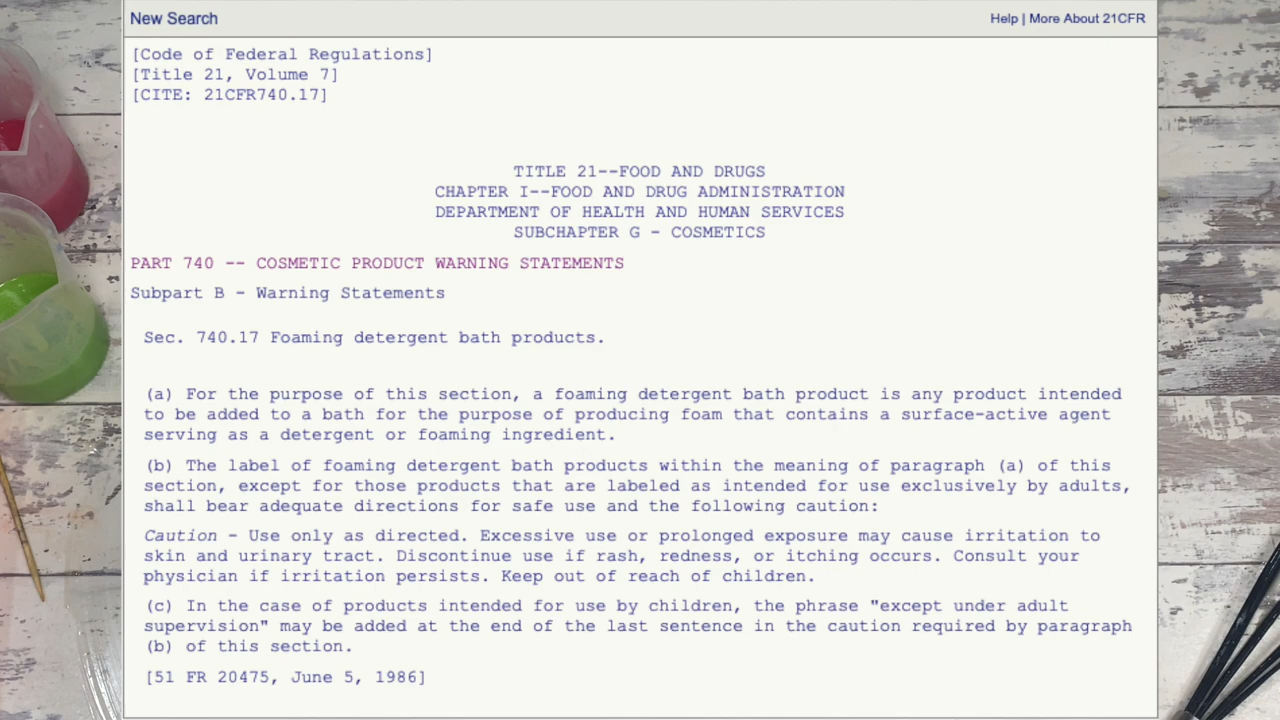 New Search
Help | More About 21CFR
[Code of Federal Regulations]
[Title 21, Volume 7]
[CITE: 21CFR740.17]
TITLE 21--FOOD AND DRUGS
CHAPTER I--FOOD AND DRUG ADMINISTRATION
DEPARTMENT OF HEALTH AND HUMAN SERVICES
SUBCHAPTER G - COSMETICS
PART 740 -- COSMETIC PRODUCT WARNING STATEMENTS
Subpart B - Warning Statements
Sec. 740.17 Foaming detergent bath products.
(a) For the purpose of this section, a foaming detergent bath product is any product intended
to be added to a bath for the purpose of producing foam that contains a surface-active agent
serving as a detergent or foaming ingredient.
(b) The label of foaming detergent bath products within the meaning of paragraph (a) of this
section, except for those products that are labeled as intended for use exclusively by adults,
shall bear adequate directions for safe use and the following caution:
Caution - Use only as directed. Excessive use or prolonged exposure may cause irritation to
skin and urinary tract. Discontinue use if rash, redness, or itching occurs. Consult your
physician if irritation persists. Keep out of reach of children.
(c) In the case of products intended for use by children, the phrase "except under adult
supervision" may be added at the end of the last sentence in the caution required by paragraph
(b) of this section.
[51 FR 20475, June 5, 1986]